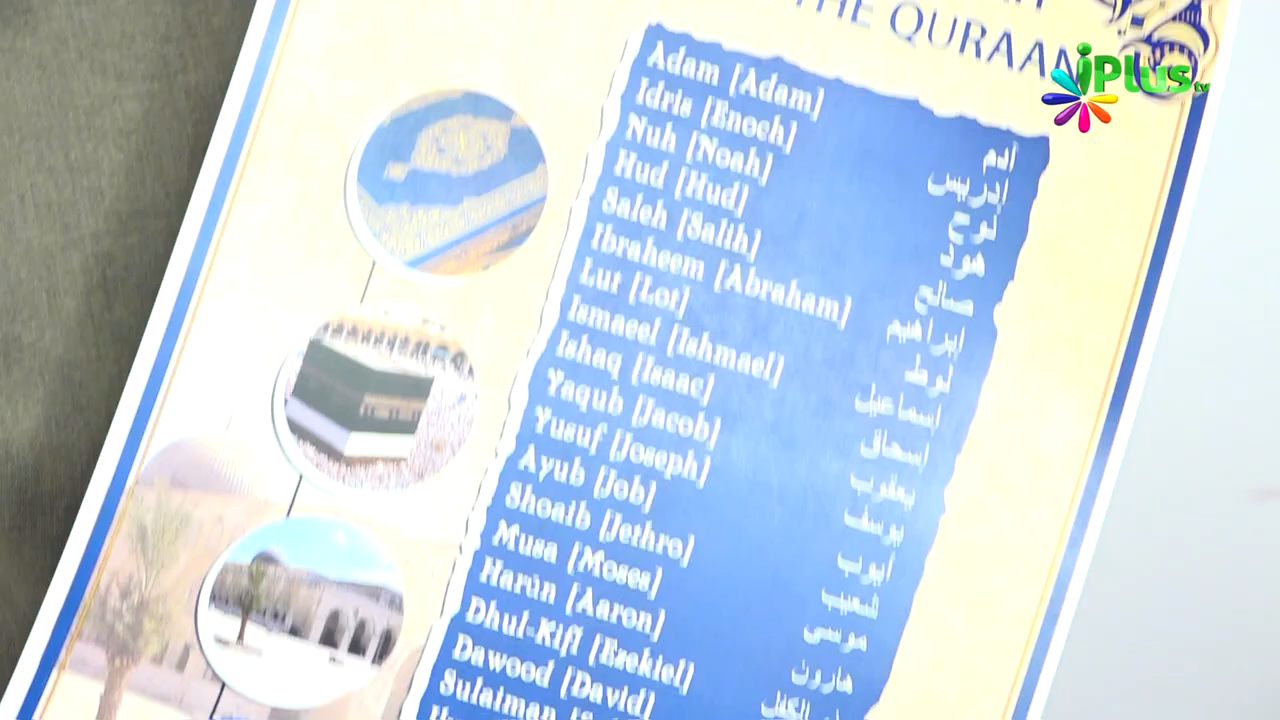 THE QURAAN
iPlus tv
Adam [Adam] آدم
Idris [Enoch] إدريس
Nuh [Noah] نوح
Hud [Hud] هود
Saleh [Salih] صالح
Ibraheem [Abraham] إبراهيم
Lut [Lot] لوط
Ismaeel [Ishmael] إسماعيل
Ishaq [Isaac] إسحاق
Yaqub [Jacob] يعقوب
Yusuf [Joseph] يوسف
Ayub [Job] أيوب
Shoaib [Jethro] شعيب
Musa [Moses] موسى
Harun [Aaron] هارون
Dhul-Kifl [Ezekiel] الكفل
Dawood [David]
Sulaiman